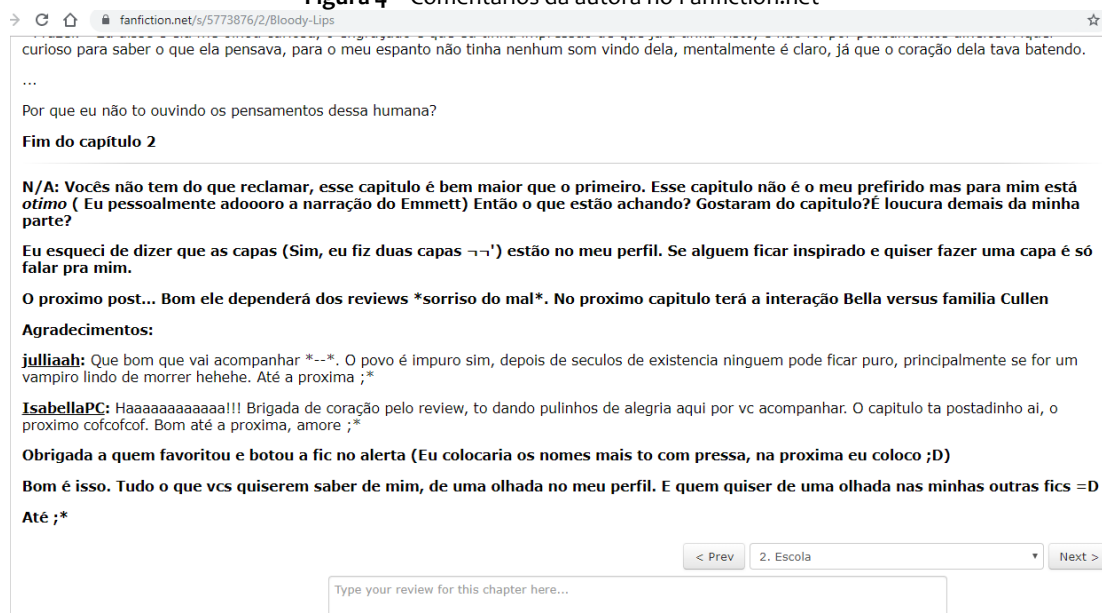 Figura 4 – Comentários da autora no Fanfiction.net
fanfiction.net/s/5773876/2/Bloody-Lips
curioso para saber o que ela pensava, para o meu espanto não tinha nenhum som vindo dela, mentalmente é claro, já que o coração dela tava batendo.
...
Por que eu não to ouvindo os pensamentos dessa humana?
Fim do capítulo 2
N/A: Vocês não tem do que reclamar, esse capitulo é bem maior que o primeiro. Esse capitulo não é o meu prefirido mas para mim está
otimo ( Eu pessoalmente adoooro a narração do Emmett) Então o que estão achando? Gostaram do capitulo?É loucura demais da minha
parte?
Eu esqueci de dizer que as capas (Sim, eu fiz duas capas ¬¬') estão no meu perfil. Se alguem ficar inspirado e quiser fazer uma capa é só
falar pra mim.
O proximo post... Bom ele dependerá dos reviews *sorriso do mal*. No proximo capitulo terá a interação Bella versus familia Cullen
Agradecimentos:
julliaah: Que bom que vai acompanhar *--*. O povo é impuro sim, depois de seculos de existencia ninguem pode ficar puro, principalmente se for um
vampiro lindo de morrer hehehe. Até a proxima ;*
IsabellaPC: Haaaaaaaaaaaa!!! Brigada de coração pelo review, to dando pulinhos de alegria aqui por vc acompanhar. O capitulo ta postadinho ai, o
proximo cofcofcof. Bom até a proxima, amore ;*
Obrigada a quem favoritou e botou a fic no alerta (Eu colocaria os nomes mais to com pressa, na proxima eu coloco ;D)
Bom é isso. Tudo o que vcs quiserem saber de mim, de uma olhada no meu perfil. E quem quiser de uma olhada nas minhas outras fics =D
Até ;*
< Prev 2. Escola Next >
Type your review for this chapter here...